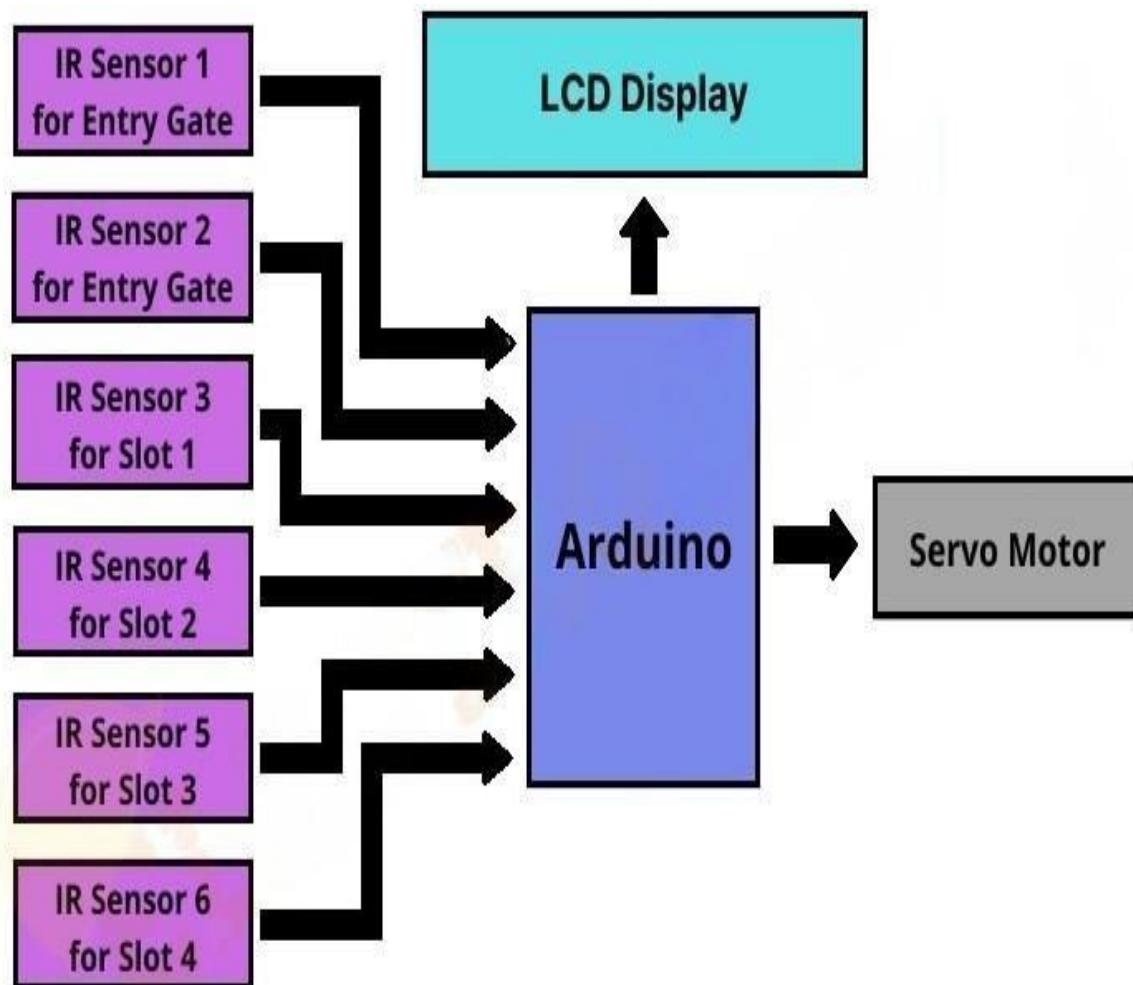 IR Sensor 1
for Entry Gate
LCD Display
IR Sensor 2
for Entry Gate
IR Sensor 3
for Slot 1
IR Sensor 4
for Slot 2
Arduino
Servo Motor
IR Sensor 5
for Slot 3
IR Sensor 6
for Slot 4